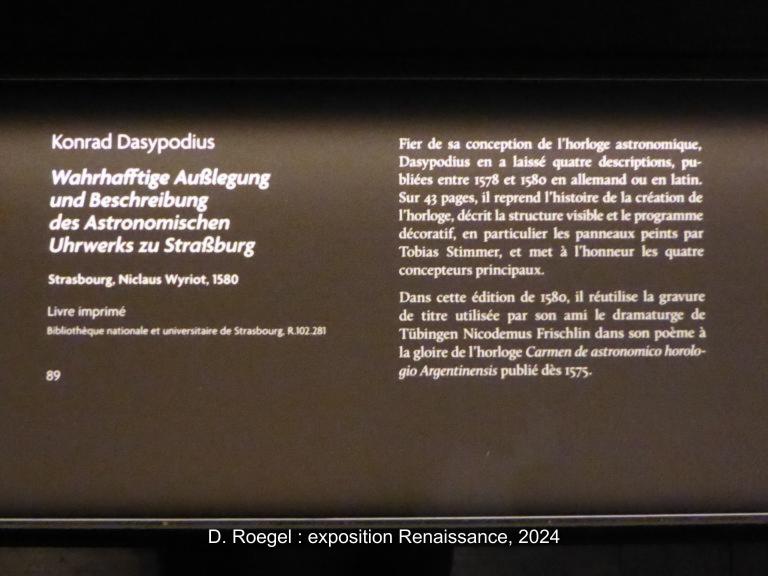 Konrad Dasypodius
Wahrhafftige Außlegung
und Beschreibung
des Astronomischen
Uhrwerks zu Straßburg
Strasbourg, Niclaus Wyriot, 1580
Livre imprimé
Bibliothèque nationale et universitaire de Strasbourg, R.102.281
89
Fier de sa conception de l'horloge astronomique,
Dasypodius en a laissé quatre descriptions, pu-
bliées entre 1578 et 1580 en allemand ou en latin.
Sur 43 pages, il reprend l'histoire de la création de
l'horloge, décrit la structure visible et le programme
décoratif, en particulier les panneaux peints par
Tobias Stimmer, et met à l'honneur les quatre
concepteurs principaux.
Dans cette édition de 1580, il réutilise la gravure
de titre utilisée par son ami le dramaturge de
Tübingen Nicodemus Frischlin dans son poème à
la gloire de l'horloge Carmen de astronomico horolo-
gio Argentinensis publié dès 1575.
D. Roegel : exposition Renaissance, 2024